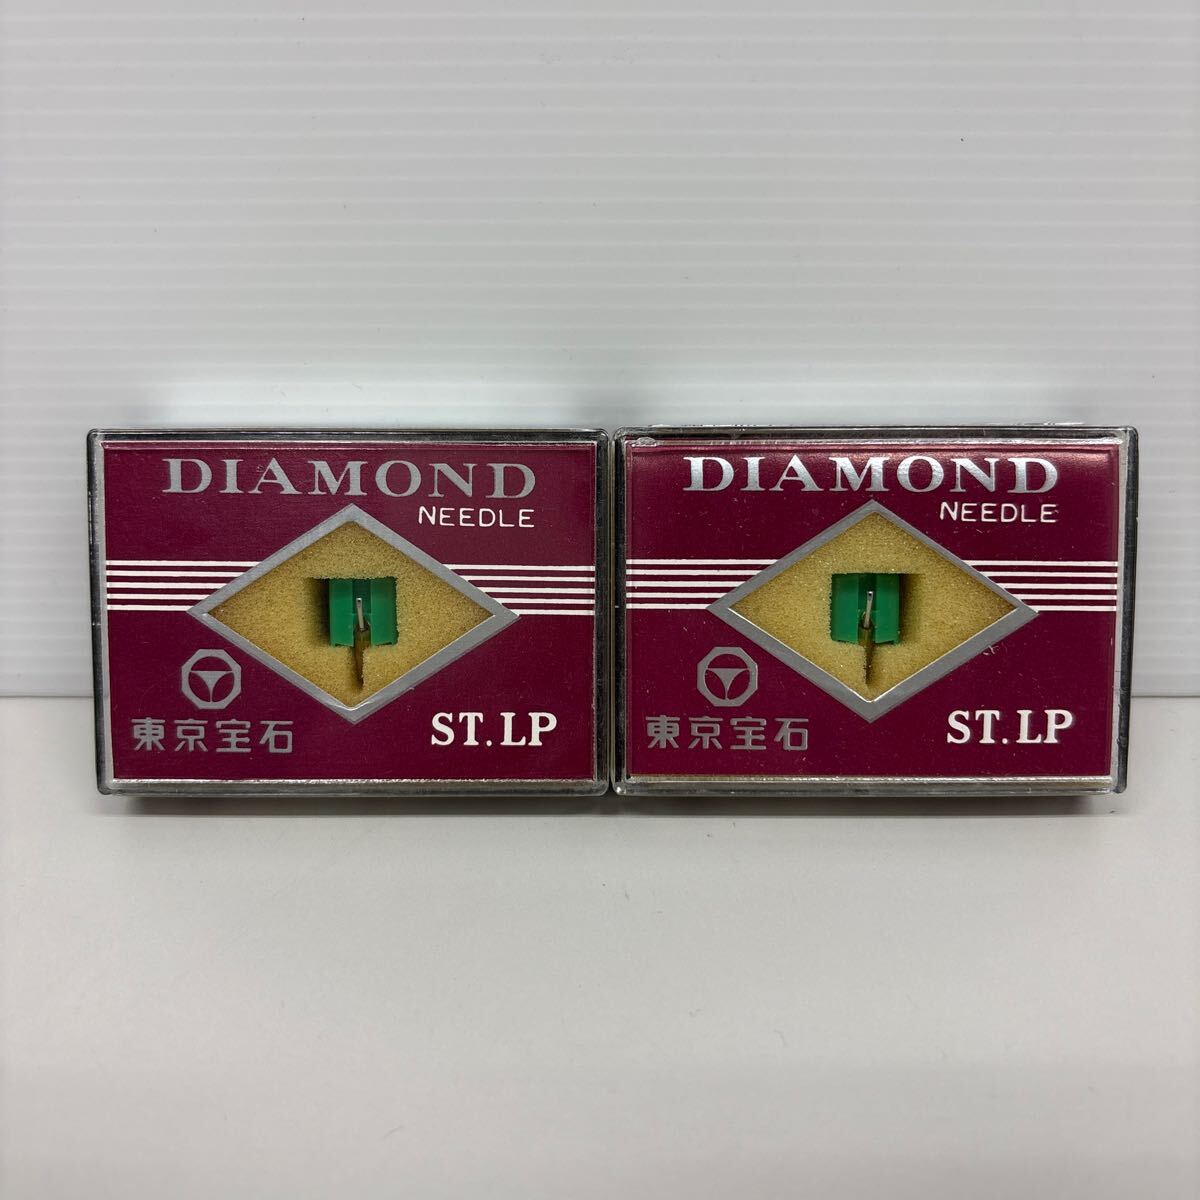 DIAMOND
NEEDLE
東京宝石
ST.LP
DIAMOND
NEEDLE
東京宝石
ST.LP